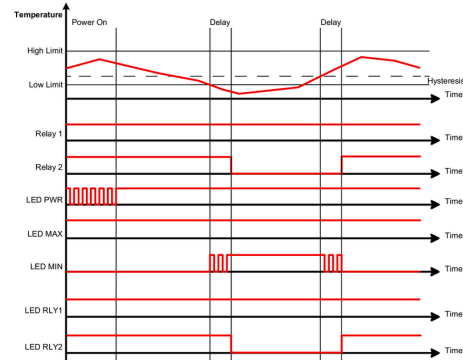 Temperature
Power On Delay Delay
High Limit
Low Limit
Hysteresis
Time
Relay 1
Time
Relay 2
Time
LED PWR
Time
LED MAX
Time
LED MIN
Time
LED RLY1
Time
LED RLY2
Time